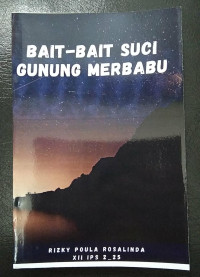 BAIT-BAIT SUCI
GUNUNG MERBABU
RIZKY POULA ROSALINDA
XII IPS 2_25